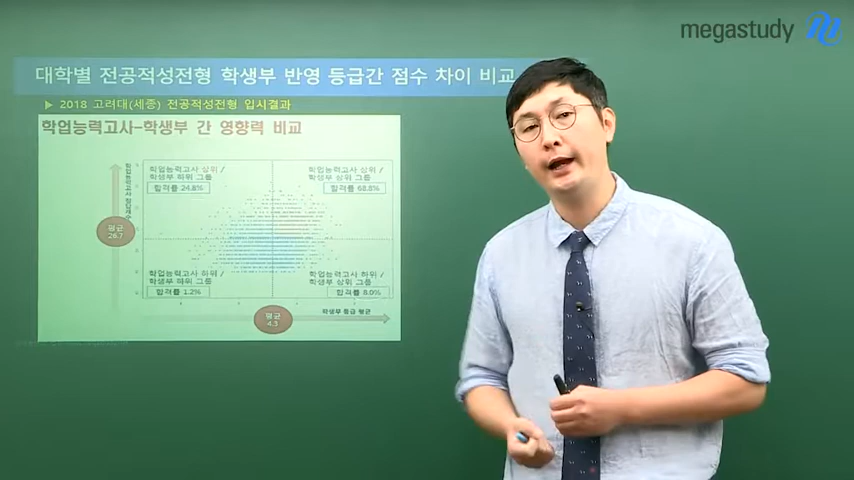 megastudy
대학별 전공적성전형 학생부 반영 등급간 점수 차이 비교
▶ 2018 고려대(세종) 전공적성전형 입시결과
학업능력고사-학생부 간 영향력 비교
학업능력고사 상위 /
학생부 하위 그룹
합격률 24.8%
학업능력고사 상위 /
학생부 상위 그룹
합격률 68.8%
평균
26.7
학업능력고사 하위 /
학생부 하위 그룹
합격률 1.2%
학업능력고사 하위 /
학생부 상위 그룹
합격률 8.0%
평균
4.3
학생부 등급 평균